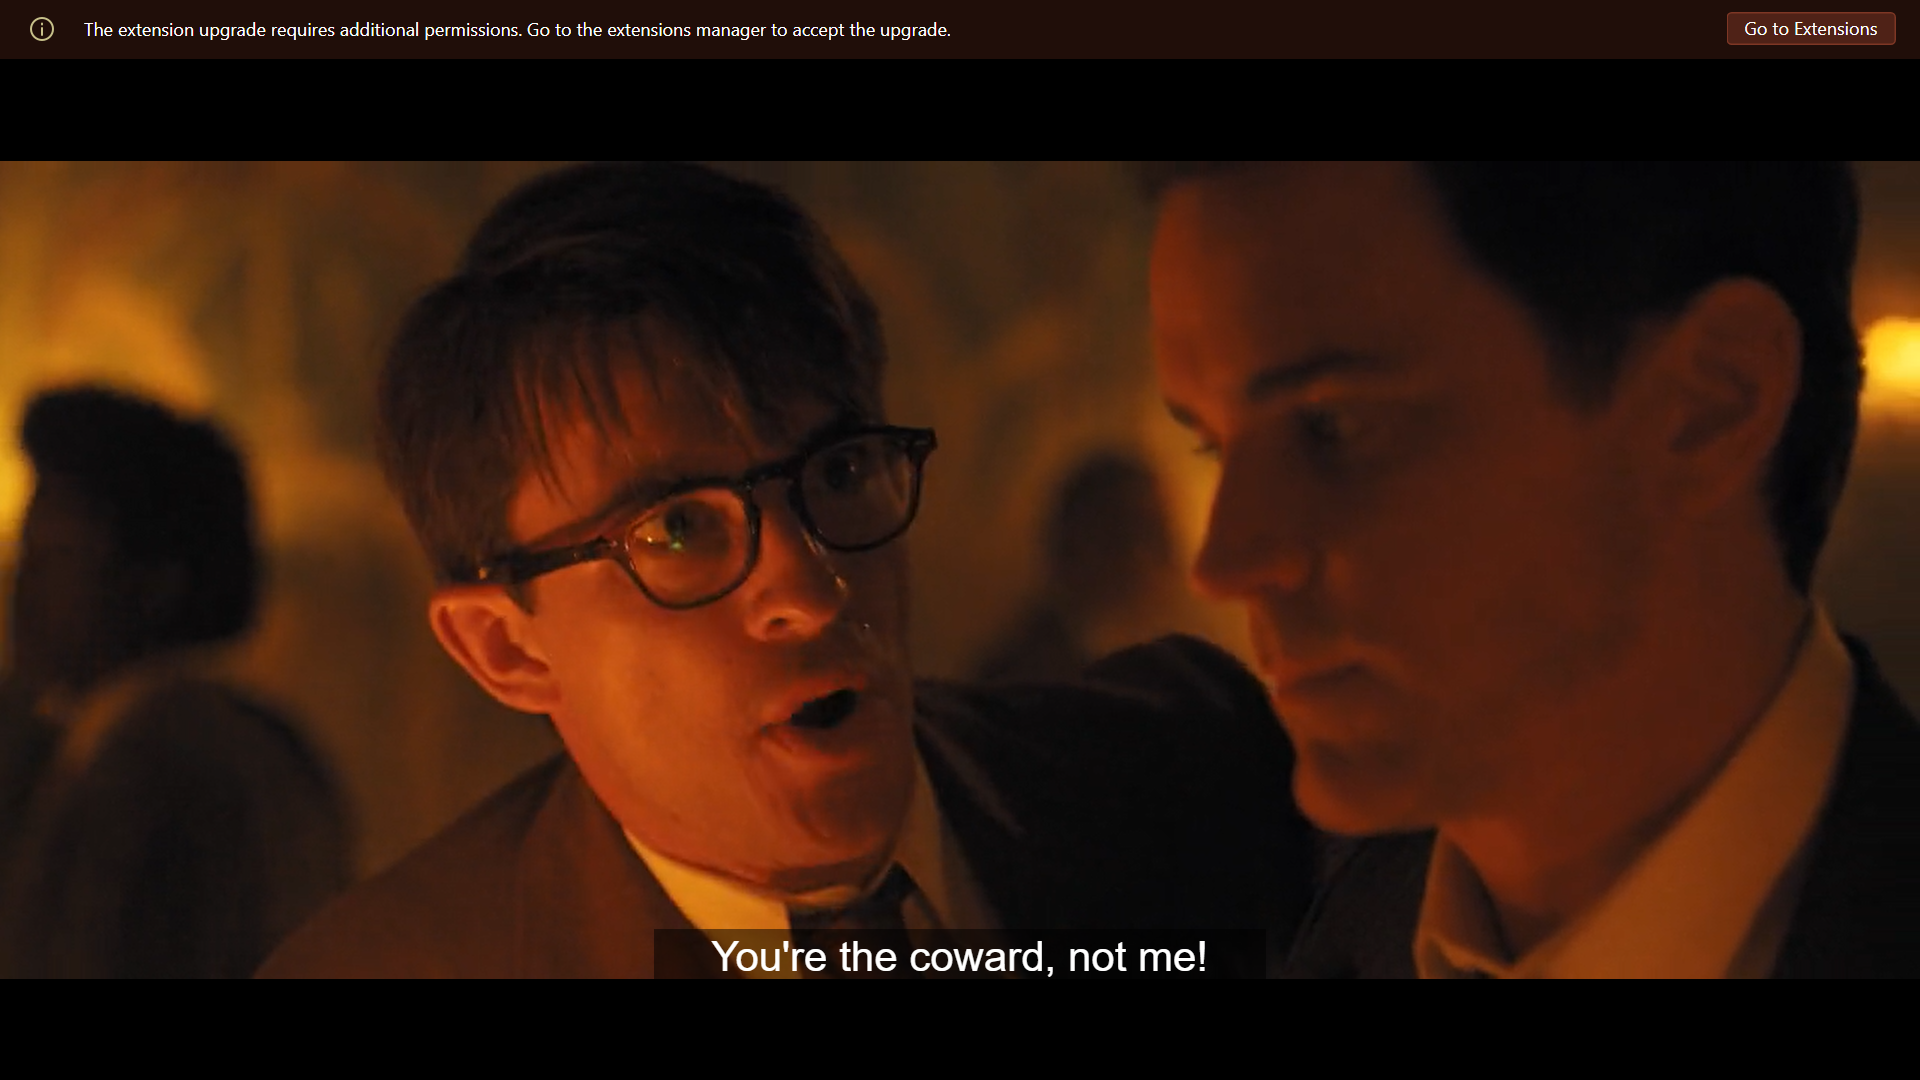 The extension upgrade requires additional permissions. Go to the extensions manager to accept the upgrade.
Go to Extensions
You're the coward, not me!